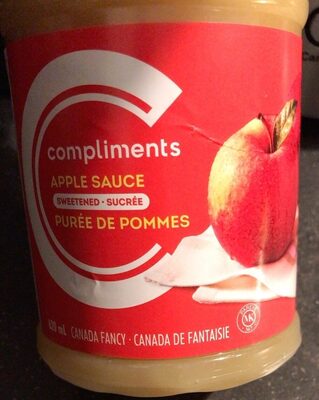 compliments
APPLE SAUCE
SWEETENED • SUCRÉE
PURÉE DE POMMES
620 mL CANADA FANCY • CANADA DE FANTAISIE